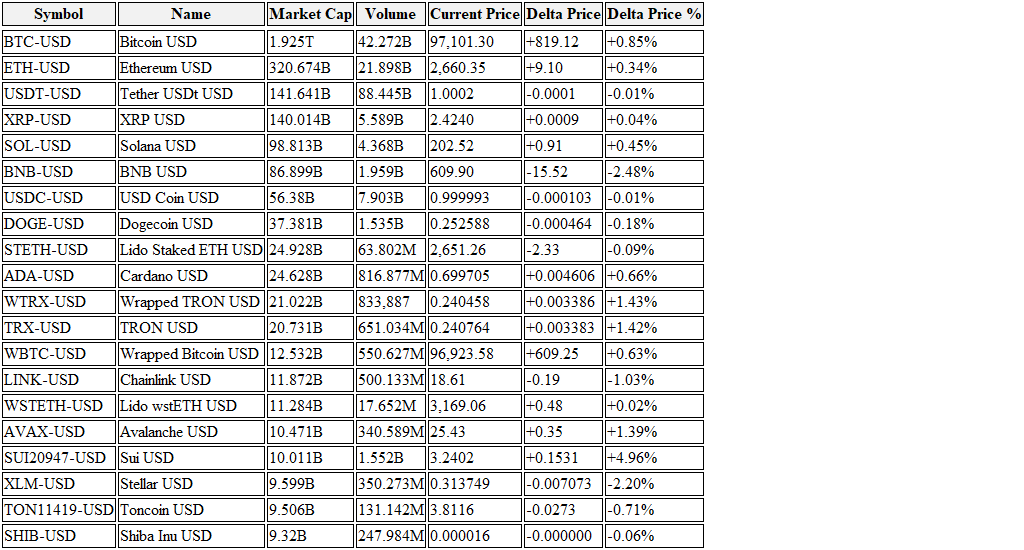 Symbol Name Market Cap Volume Current Price Delta Price Delta Price %
BTC-USD Bitcoin USD 1.925T 42.272B 97,101.30 +819.12 +0.85%
ETH-USD Ethereum USD 320.674B 21.898B 2,660.35 +9.10 +0.34%
USDT-USD Tether USDt USD 141.641B 88.445B 1.0002 -0.0001 -0.01%
XRP-USD XRP USD 140.014B 5.589B 2.4240 +0.0009 +0.04%
SOL-USD Solana USD 98.813B 4.368B 202.52 +0.91 +0.45%
BNB-USD BNB USD 86.899B 1.959B 609.90 -15.52 -2.48%
USDC-USD USD Coin USD 56.38B 7.903B 0.999993 -0.000103 -0.01%
DOGE-USD Dogecoin USD 37.381B 1.535B 0.252588 -0.000464 -0.18%
STETH-USD Lido Staked ETH USD 24.928B 63.802M 2,651.26 -2.33 -0.09%
ADA-USD Cardano USD 24.628B 816.877M 0.699705 +0.004606 +0.66%
WTRX-USD Wrapped TRON USD 21.022B 833,887 0.240458 +0.003386 +1.43%
TRX-USD TRON USD 20.731B 651.034M 0.240764 +0.003383 +1.42%
WBTC-USD Wrapped Bitcoin USD 12.532B 550.627M 96,923.58 +609.25 +0.63%
LINK-USD Chainlink USD 11.872B 500.133M 18.61 -0.19 -1.03%
WSTETH-USD Lido wstETH USD 11.284B 17.652M 3,169.06 +0.48 +0.02%
AVAX-USD Avalanche USD 10.471B 340.589M 25.43 +0.35 +1.39%
SUI20947-USD Sui USD 10.011B 1.552B 3.2402 +0.1531 +4.96%
XLM-USD Stellar USD 9.599B 350.273M 0.313749 -0.007073 -2.20%
TON11419-USD Toncoin USD 9.506B 131.142M 3.8116 -0.0273 -0.71%
SHIB-USD Shiba Inu USD 9.32B 247.984M 0.000016 -0.000000 -0.06%